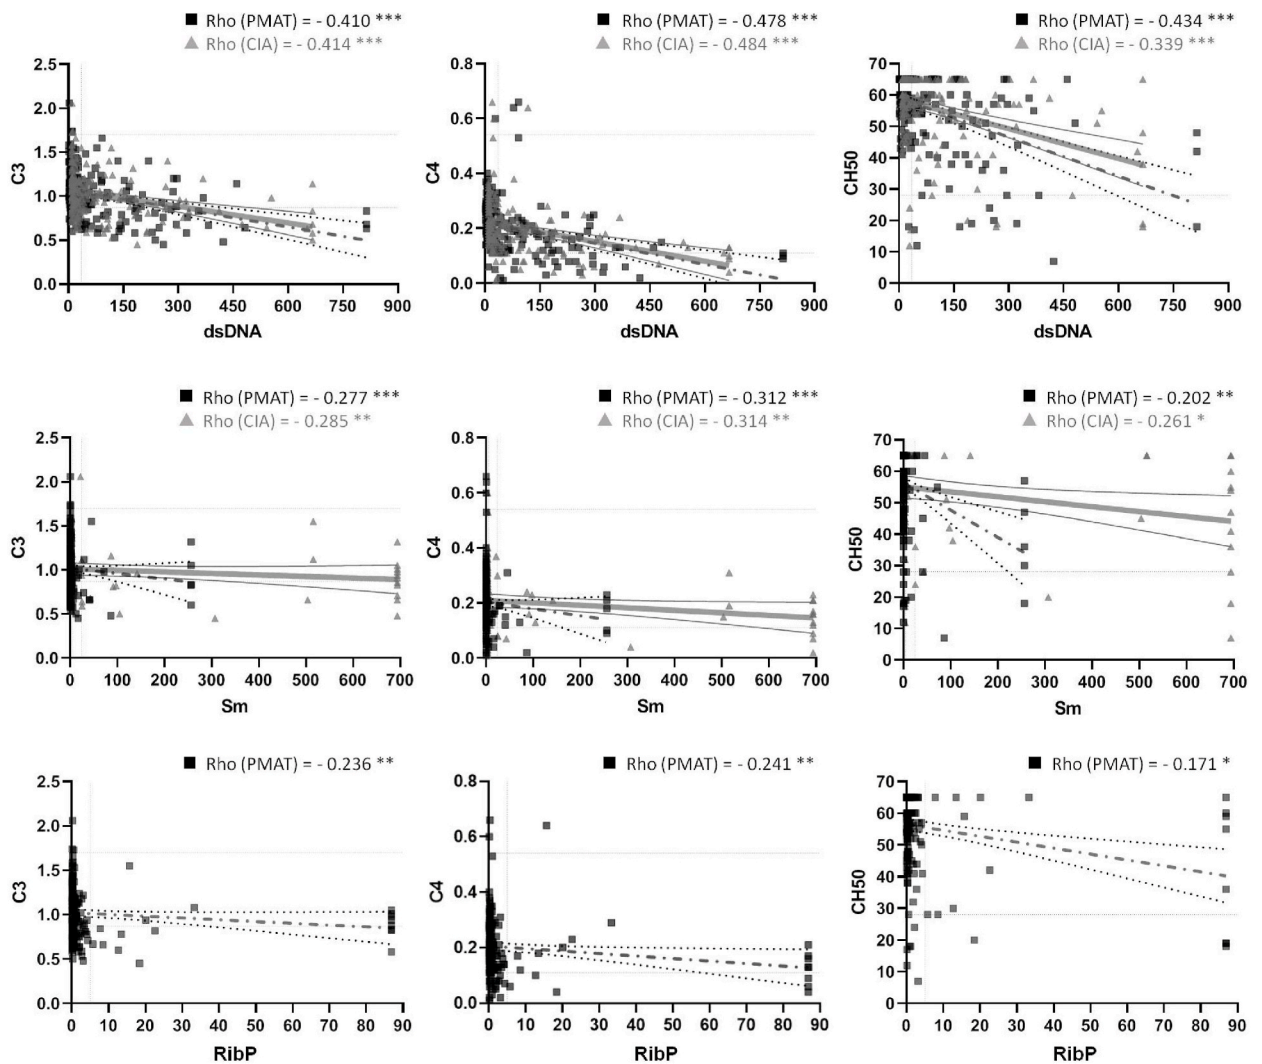 Rho (PMAT) = - 0.410 ***
Rho (CIA) = - 0.414 ***
2.5
2.0
1.5
1.0
0.5
0.0
C3
0 150 300 450 600 750 900
dsDNA
Rho (PMAT) = - 0.478 ***
Rho (CIA) = - 0.484 ***
0.8
0.6
0.4
0.2
0.0
C4
0 150 300 450 600 750 900
dsDNA
Rho (PMAT) = - 0.434 ***
Rho (CIA) = - 0.339 ***
70
60
50
40
30
20
10
0
CH50
0 150 300 450 600 750 900
dsDNA
Rho (PMAT) = - 0.277 ***
Rho (CIA) = - 0.285 **
2.5
2.0
1.5
1.0
0.5
0.0
C3
0 100 200 300 400 500 600 700
Sm
Rho (PMAT) = - 0.312 ***
Rho (CIA) = - 0.314 **
0.8
0.6
0.4
0.2
0.0
C4
0 100 200 300 400 500 600 700
Sm
Rho (PMAT) = - 0.202 **
Rho (CIA) = - 0.261 *
70
60
50
40
30
20
10
0
CH50
0 100 200 300 400 500 600 700
Sm
Rho (PMAT) = - 0.236 **
2.5
2.0
1.5
1.0
0.5
0.0
C3
0 10 20 30 40 50 60 70 80 90
RibP
Rho (PMAT) = - 0.241 **
0.8
0.6
0.4
0.2
0.0
C4
0 10 20 30 40 50 60 70 80 90
RibP
Rho (PMAT) = - 0.171 *
70
60
50
40
30
20
10
0
CH50
0 10 20 30 40 50 60 70 80 90
RibP